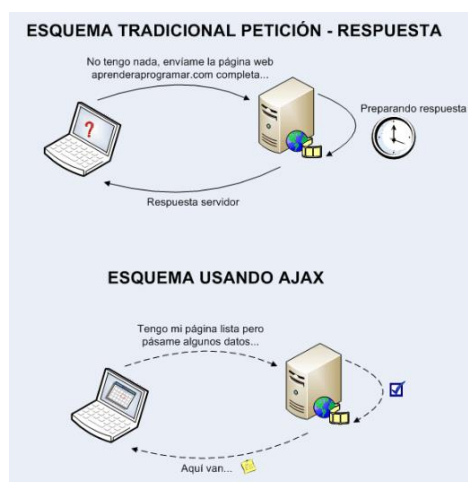 ESQUEMA TRADICIONAL PETICIÓN - RESPUESTA
No tengo nada, envíame la página web
aprenderaprogramar.com completa...
Preparando respuesta
?
Respuesta servidor
ESQUEMA USANDO AJAX
Tengo mi página lista pero
pásame algunos datos...
Aquí van...